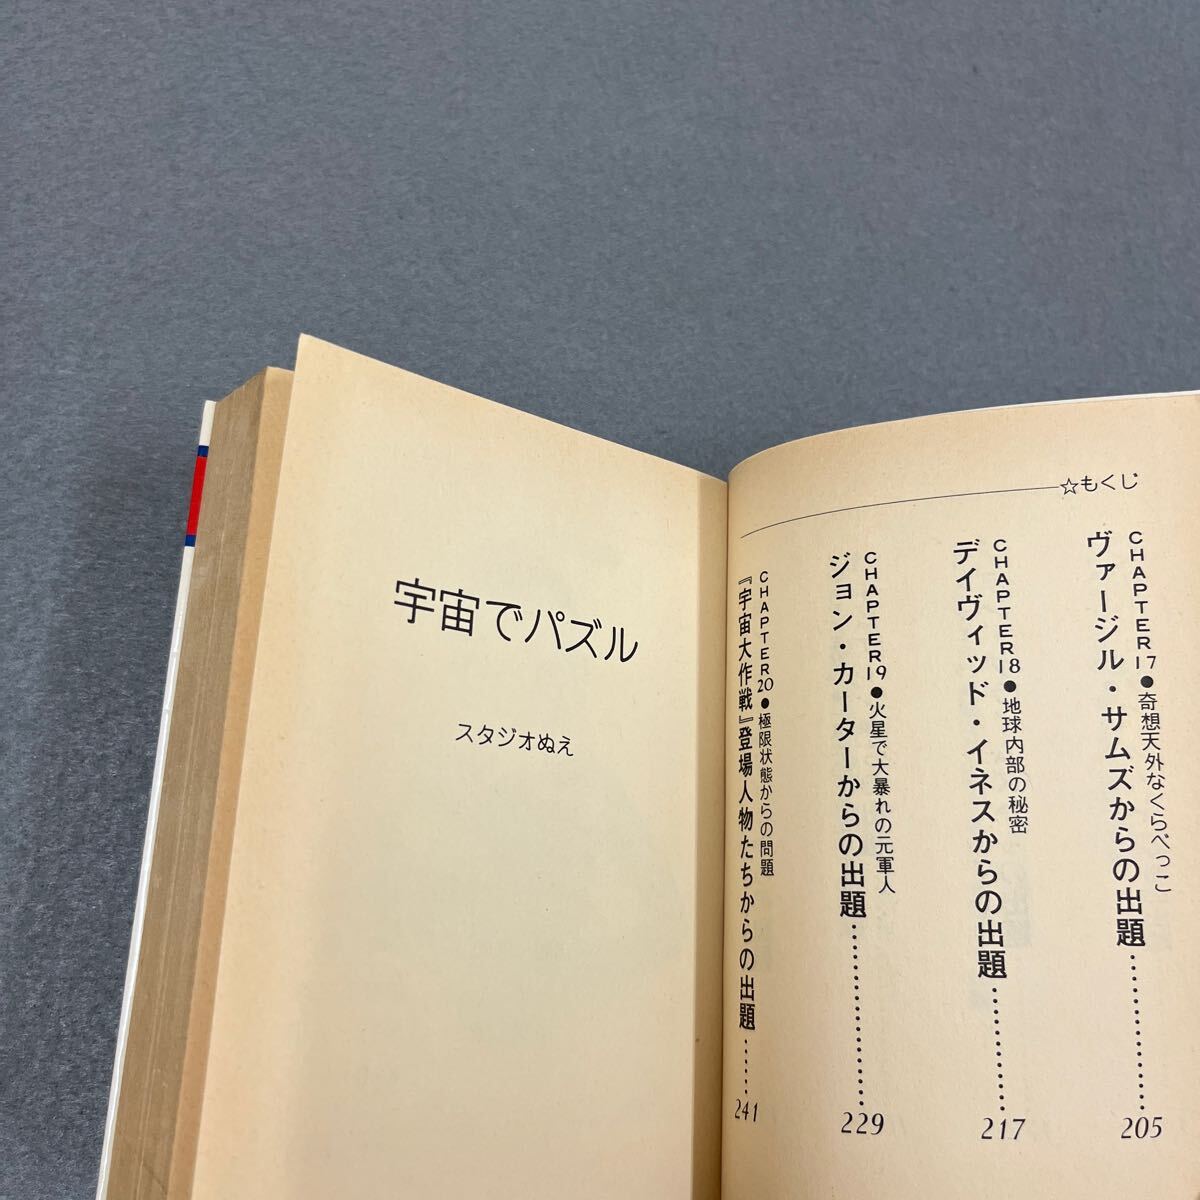 ☆もくじ
CHAPTER17●奇想天外なくらべっこ
ヴァージル・サムズからの出題…………205
CHAPTER18●地球内部の秘密
デイヴィッド・イネスからの出題…………217
CHAPTER19●火星で大暴れの元軍人
ジョン・カーターからの出題…………229
CHAPTER20●極限状態からの問題
『宇宙大作戦』登場人物たちからの出題……241
宇宙でパズル
スタジオぬえ